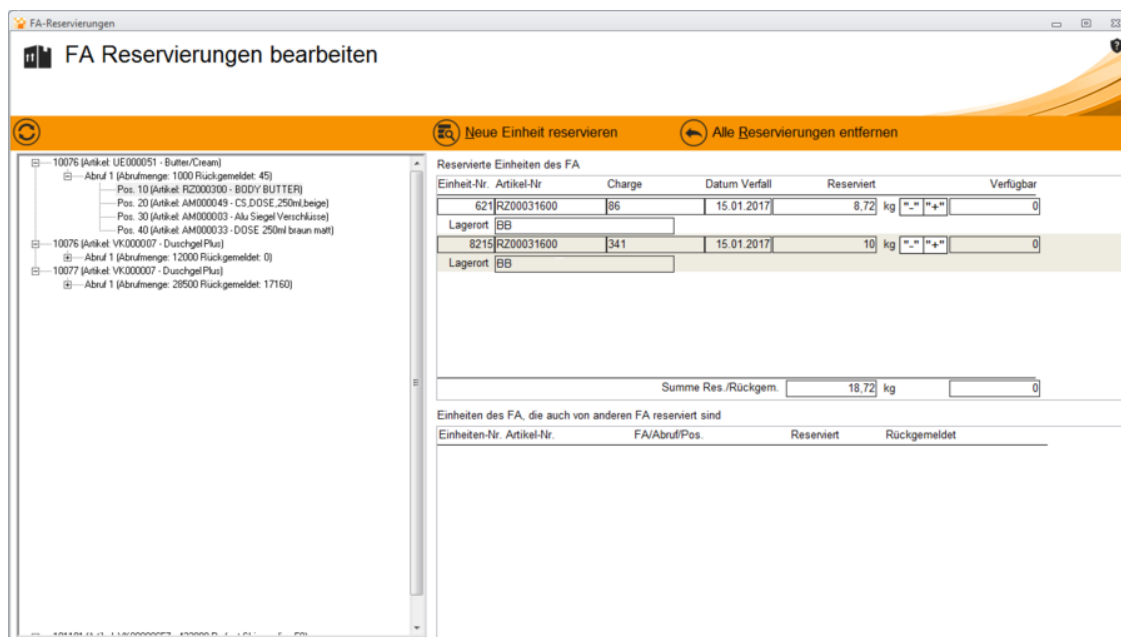 FA-Reservierungen
FA Reservierungen bearbeiten
Neue Einheit reservieren Alle Reservierungen entfernen
10076 (Artikel: UE000051 - Butter/Cream)
Abruf 1 (Abrufmenge: 1000 Rückgemeldet: 45)
Pos. 10 (Artikel: RZ000300 - BODY BUTTER)
Pos. 20 (Artikel: AM000049 - CS,DOSE,250ml,beige)
Pos. 30 (Artikel: AM000003 - Alu Siegel Verschlüsse)
Pos. 40 (Artikel: AM000033 - DOSE 250ml braun matt)
10076 (Artikel: VK000007 - Duschgel Plus)
Abruf 1 (Abrufmenge: 12000 Rückgemeldet: 0)
10077 (Artikel: VK000007 - Duschgel Plus)
Abruf 1 (Abrufmenge: 28500 Rückgemeldet: 17160)
Reservierte Einheiten des FA
Einheit-Nr. Artikel-Nr Charge Datum Verfall Reserviert Verfügbar
621 RZ00031600 86 15.01.2017 8,72 kg "-" "+" 0
Lagerort BB
8215 RZ00031600 341 15.01.2017 10 kg "-" "+" 0
Lagerort BB
Summe Res./Rückgem. 18,72 kg 0
Einheiten des FA, die auch von anderen FA reserviert sind
Einheiten-Nr. Artikel-Nr. FA/Abruf/Pos. Reserviert Rückgemeldet